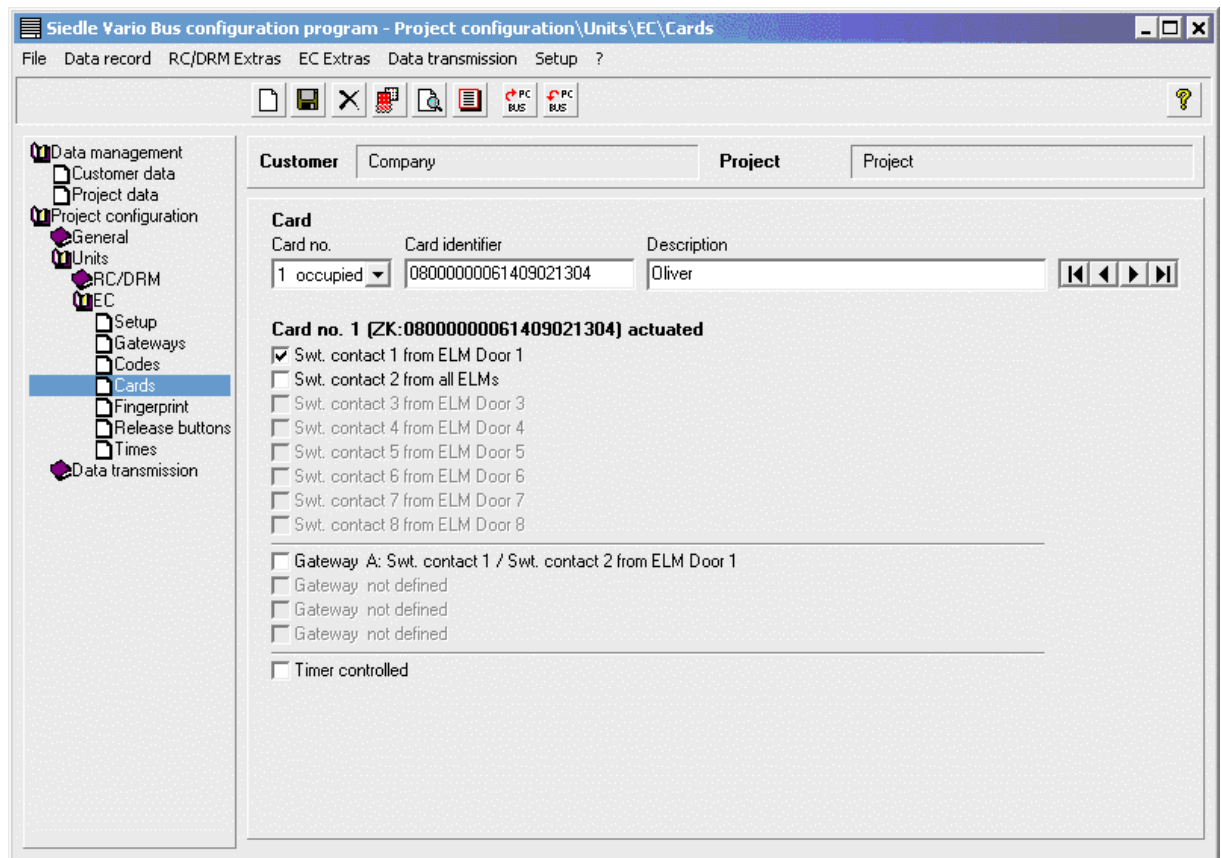 Siedle Vario Bus configuration program - Project configuration\Units\EC\Cards
File Data record RC/DRM Extras EC Extras Data transmission Setup ?
PC BUS PC BUS ?
Data management
Customer data
Project data
Project configuration
General
Units
RC/DRM
EC
Setup
Gateways
Codes
Cards
Fingerprint
Release buttons
Times
Data transmission
Customer Company Project Project
Card
Card no. Card identifier Description
1 occupied 08000000061409021304 Oliver
Card no. 1 (ZK:08000000061409021304) actuated
Swt. contact 1 from ELM Door 1
Swt. contact 2 from all ELMs
Swt. contact 3 from ELM Door 3
Swt. contact 4 from ELM Door 4
Swt. contact 5 from ELM Door 5
Swt. contact 6 from ELM Door 6
Swt. contact 7 from ELM Door 7
Swt. contact 8 from ELM Door 8
Gateway A: Swt. contact 1 / Swt. contact 2 from ELM Door 1
Gateway not defined
Gateway not defined
Gateway not defined
Timer controlled